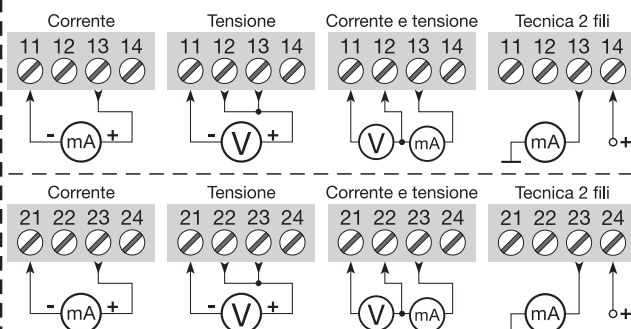 Corrente Tensione Corrente e tensione Tecnica 2 fili
11 12 13 14 11 12 13 14 11 12 13 14 11 12 13 14
- mA + - V + V mA mA +
Corrente Tensione Corrente e tensione Tecnica 2 fili
21 22 23 24 21 22 23 24 21 22 23 24 21 22 23 24
- mA + - V + V mA mA +